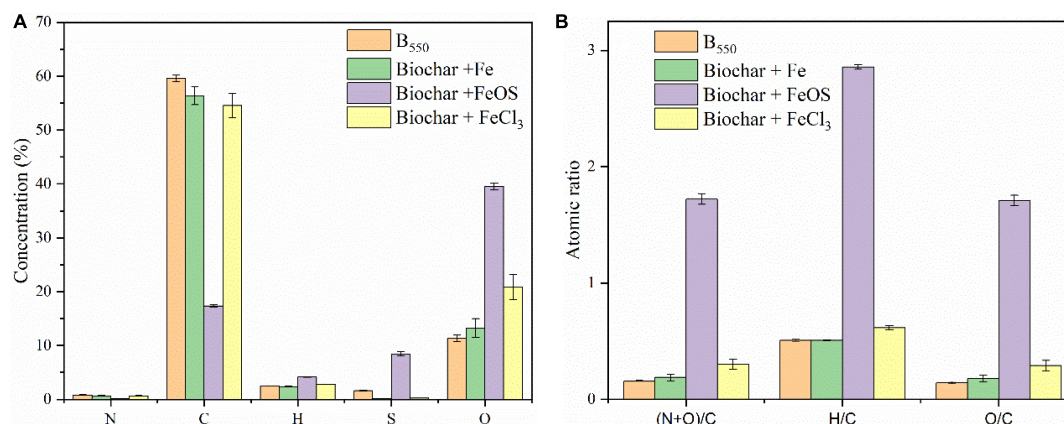 A
70
60
50
40
30
20
10
0
Concentration (%)
B₅₅₀
Biochar +Fe
Biochar +FeOS
Biochar + FeCl₃
N C H S O
B
3
2
1
0
Atomic ratio
B₅₅₀
Biochar + Fe
Biochar + FeOS
Biochar + FeCl₃
(N+O)/C H/C O/C